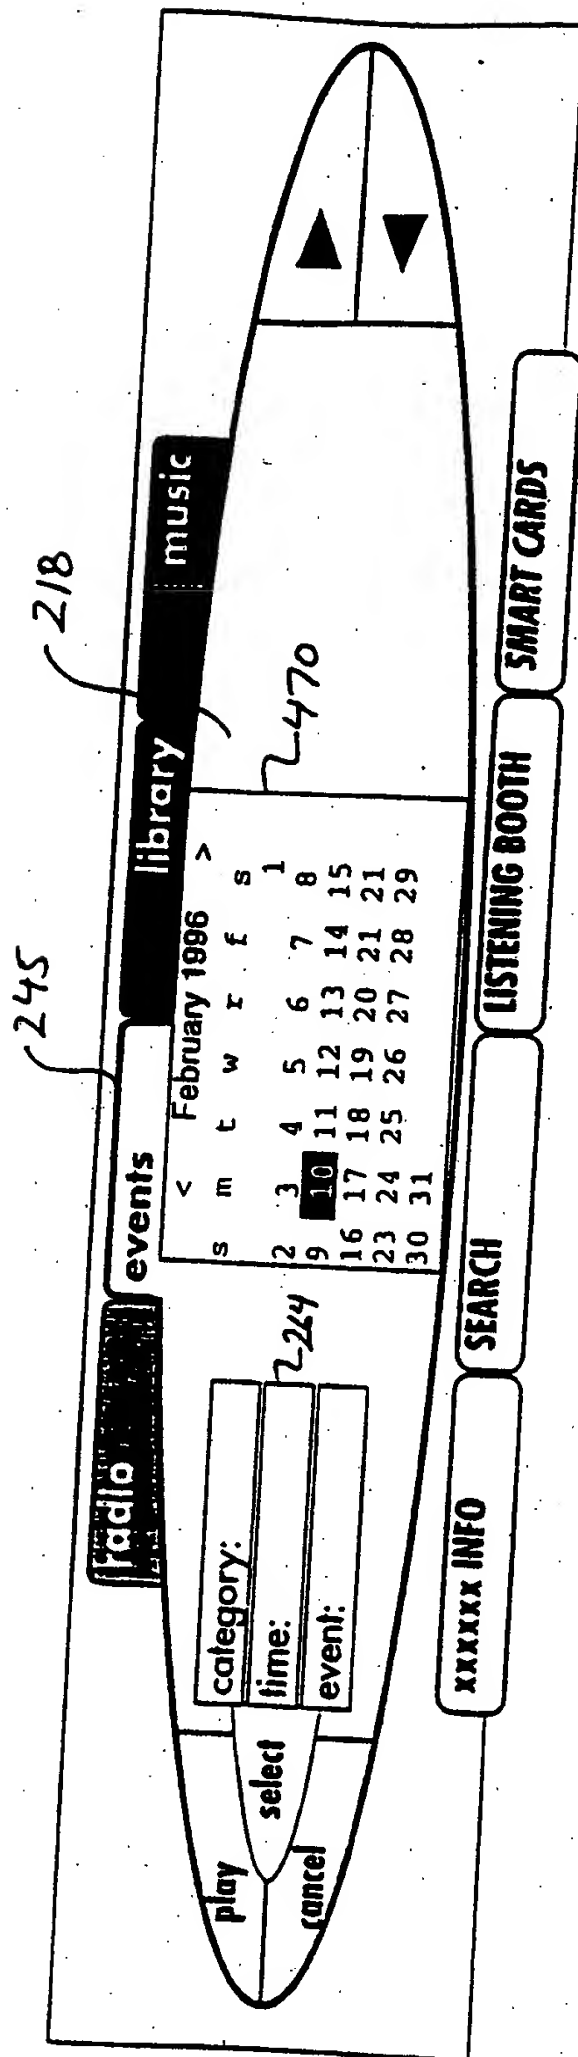 245
218
radio
events
library
music
< February 1996 >
s m t w r f s
1
2 3 4 5 6 7 8
9 10 11 12 13 14 15
16 17 18 19 20 21 21
23 24 25 26 27 28 29
30 31
470
play
select
cancel
category:
time:
event:
264
xxxxxx INFO
SEARCH
LISTENING BOOTH
SMART CARDS